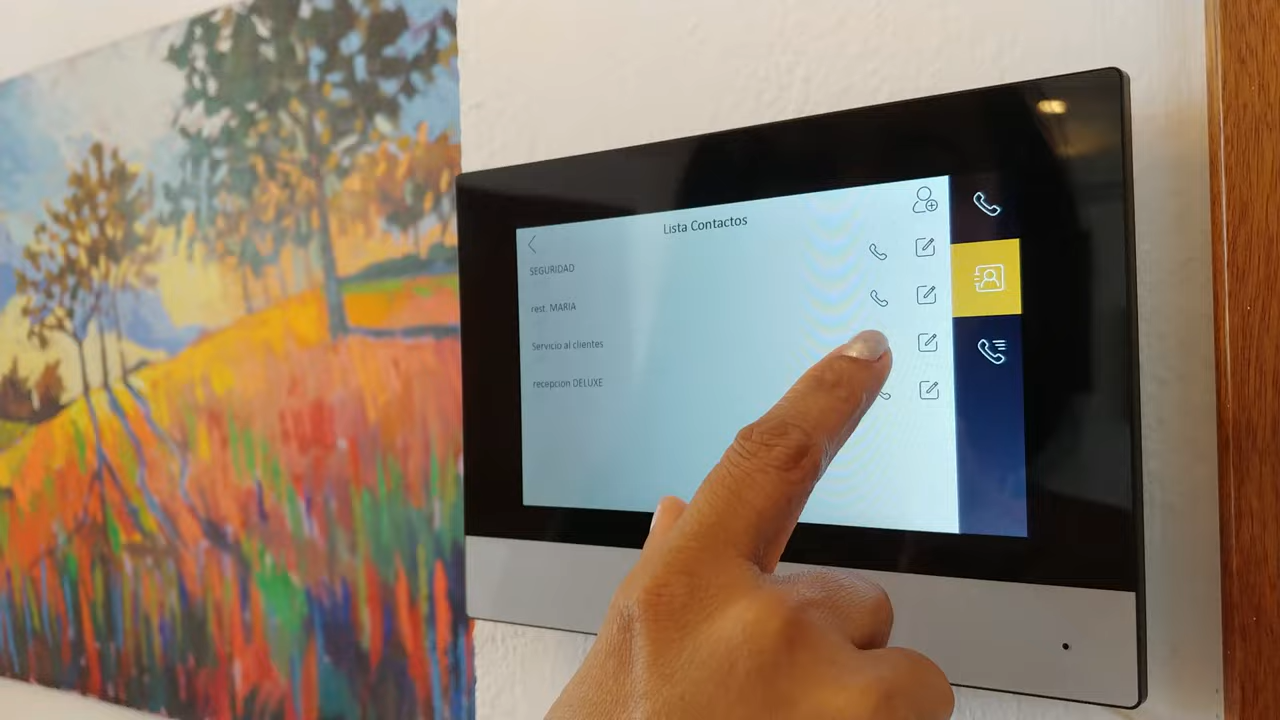 Lista Contactos
SEGURIDAD
rest. MARIA
Servicio al clientes
recepcion DELUXE